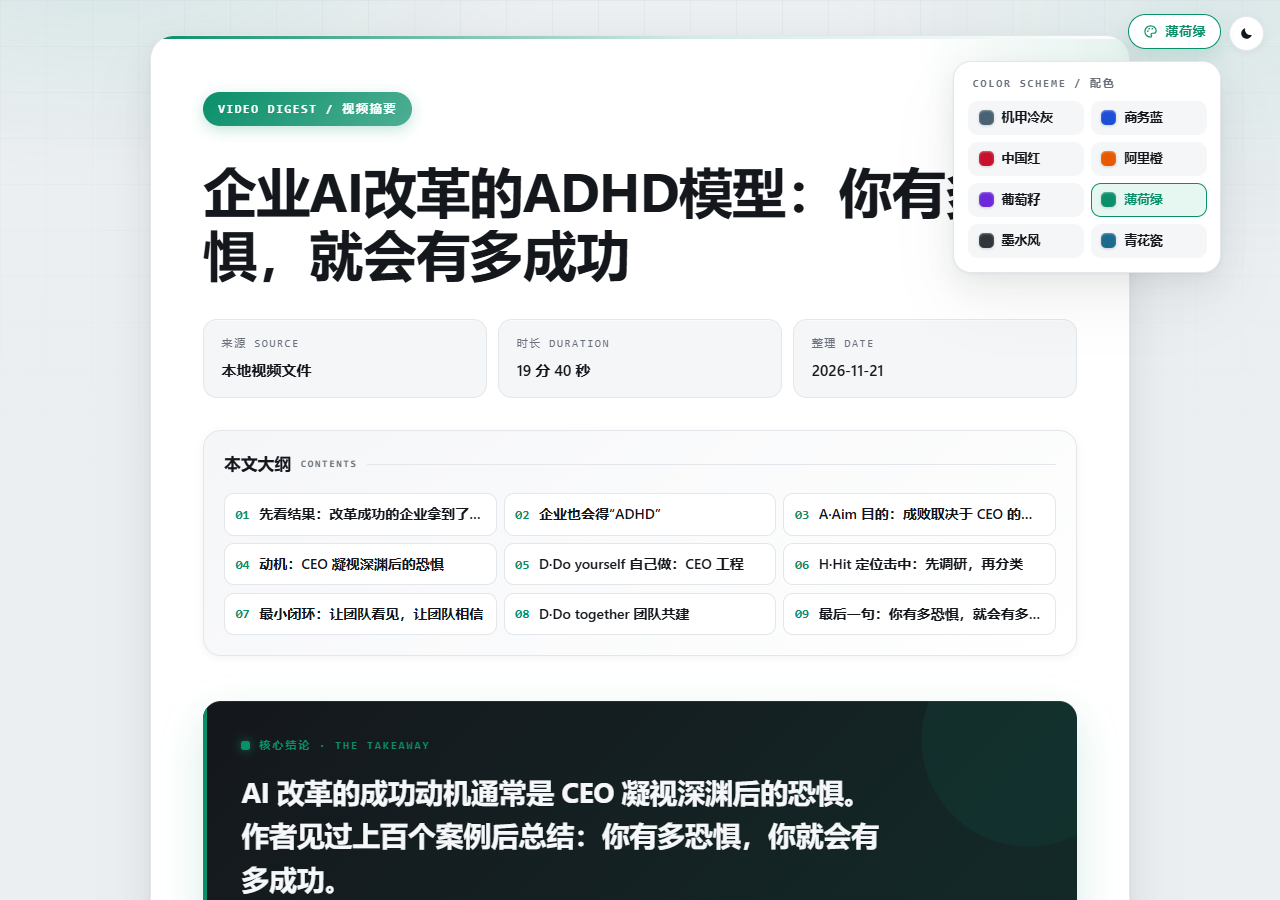 薄荷绿
COLOR SCHEME / 配色
机甲冷灰
商务蓝
中国红
阿里橙
葡萄籽
薄荷绿
墨水风
青花瓷
VIDEO DIGEST / 视频摘要
企业AI改革的ADHD模型：你有
惧，就会有多成功
来源 SOURCE
本地视频文件
时长 DURATION
19 分 40 秒
整理 DATE
2026-11-21
本文大纲 CONTENTS
01 先看结果：改革成功的企业拿到了…
02 企业也会得“ADHD”
03 A·Aim 目的：成败取决于 CEO 的…
04 动机：CEO 凝视深渊后的恐惧
05 D·Do yourself 自己做：CEO 工程
06 H·Hit 定位击中：先调研，再分类
07 最小闭环：让团队看见，让团队相信
08 D·Do together 团队共建
09 最后一句：你有多恐惧，就会有多…
核心结论 · THE TAKEAWAY
AI 改革的成功动机通常是 CEO 凝视深渊后的恐惧。
作者见过上百个案例后总结：你有多恐惧，你就会有
多成功。